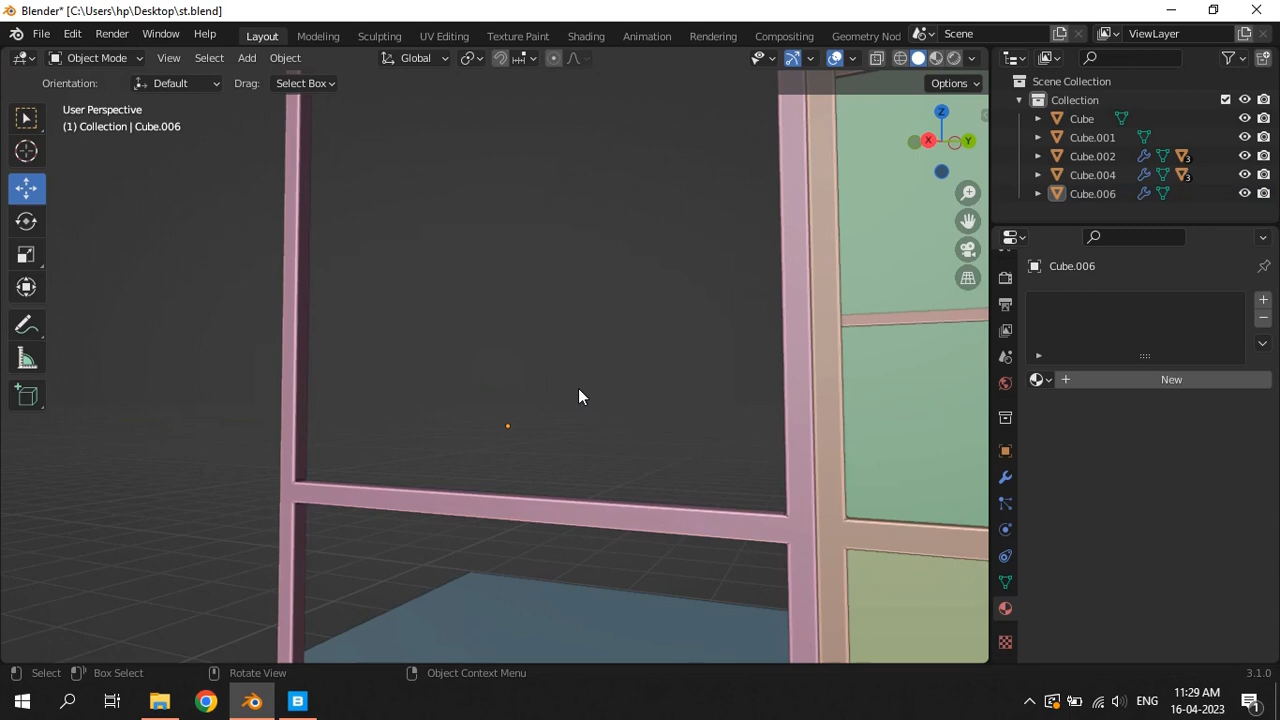 Blender* [C:\Users\hp\Desktop\st.blend]
File Edit Render Window Help Layout Modeling Sculpting UV Editing Texture Paint Shading Animation Rendering Compositing Geometry Nod Scene ViewLayer
Object Mode View Select Add Object Global
Orientation: Default Drag: Select Box Options
User Perspective
(1) Collection | Cube.006
Z
X
Y
Scene Collection
Collection
Cube
Cube.001
Cube.002 3
Cube.004 3
Cube.006
Cube.006
New
Select Box Select Rotate View Object Context Menu 3.1.0
ENG
11:29 AM
16-04-2023
1